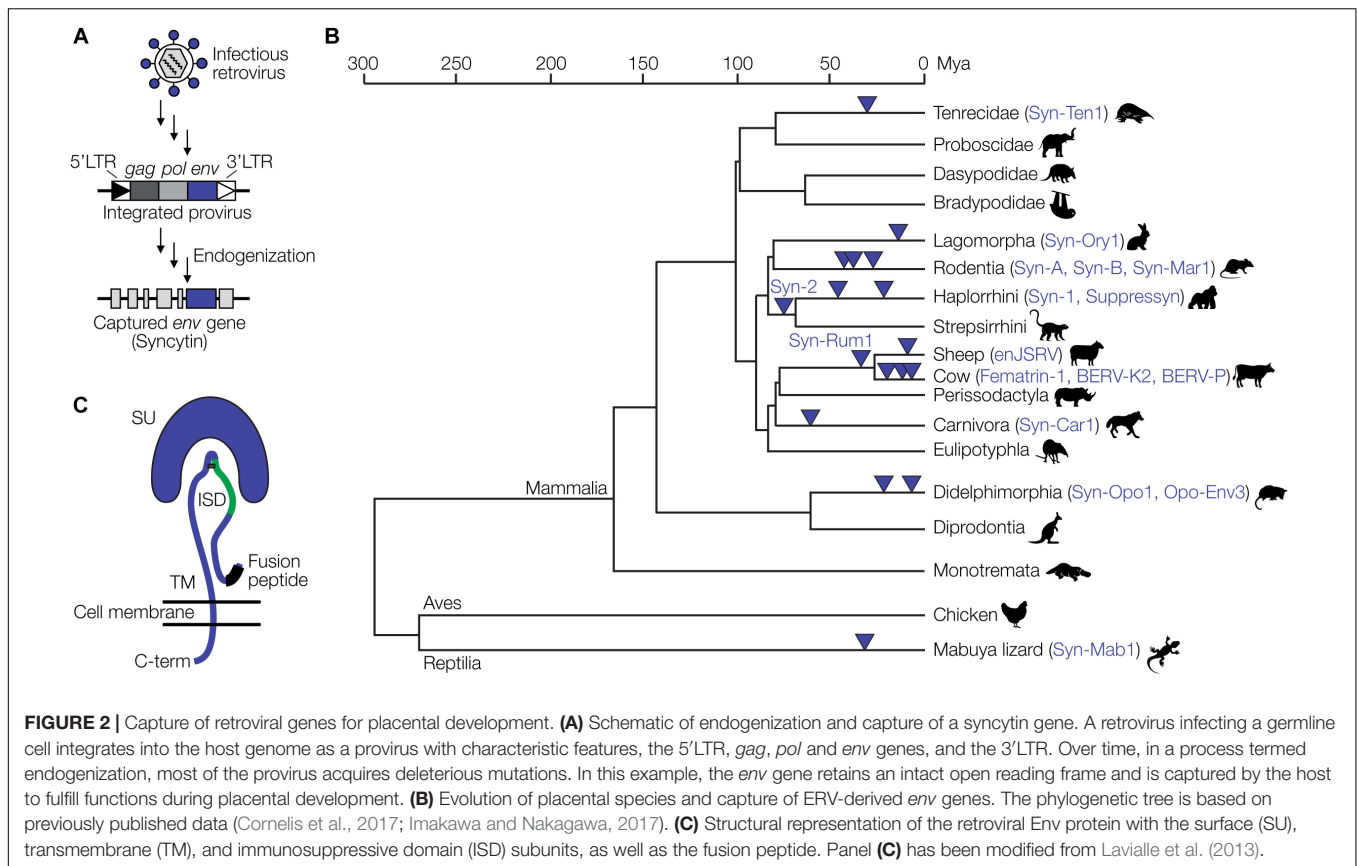 A
Infectious
retrovirus
5'LTR gag pol env 3'LTR
Integrated provirus
Endogenization
Captured env gene
(Syncytin)
B
300 250 200 150 100 50 0 Mya
Tenrecidae (Syn-Ten1)
Proboscidae
Dasypodidae
Bradypodidae
Lagomorpha (Syn-Ory1)
Rodentia (Syn-A, Syn-B, Syn-Mar1)
Syn-2
Haplorrhini (Syn-1, Suppressyn)
Strepsirrhini
Syn-Rum1
Sheep (enJSRV)
Cow (Fematrin-1, BERV-K2, BERV-P)
Perissodactyla
Carnivora (Syn-Car1)
Eulipotyphla
Mammalia
Didelphimorphia (Syn-Opo1, Opo-Env3)
Diprodontia
Monotremata
Aves
Chicken
Reptilia
Mabuya lizard (Syn-Mab1)
C
SU
ISD
Fusion
peptide
TM
Cell membrane
C-term
FIGURE 2 | Capture of retroviral genes for placental development. (A) Schematic of endogenization and capture of a syncytin gene. A retrovirus infecting a germline
cell integrates into the host genome as a provirus with characteristic features, the 5'LTR, gag, pol and env genes, and the 3'LTR. Over time, in a process termed
endogenization, most of the provirus acquires deleterious mutations. In this example, the env gene retains an intact open reading frame and is captured by the host
to fulfill functions during placental development. (B) Evolution of placental species and capture of ERV-derived env genes. The phylogenetic tree is based on
previously published data (Cornelis et al., 2017; Imakawa and Nakagawa, 2017). (C) Structural representation of the retroviral Env protein with the surface (SU),
transmembrane (TM), and immunosuppressive domain (ISD) subunits, as well as the fusion peptide. Panel (C) has been modified from Lavialle et al. (2013).